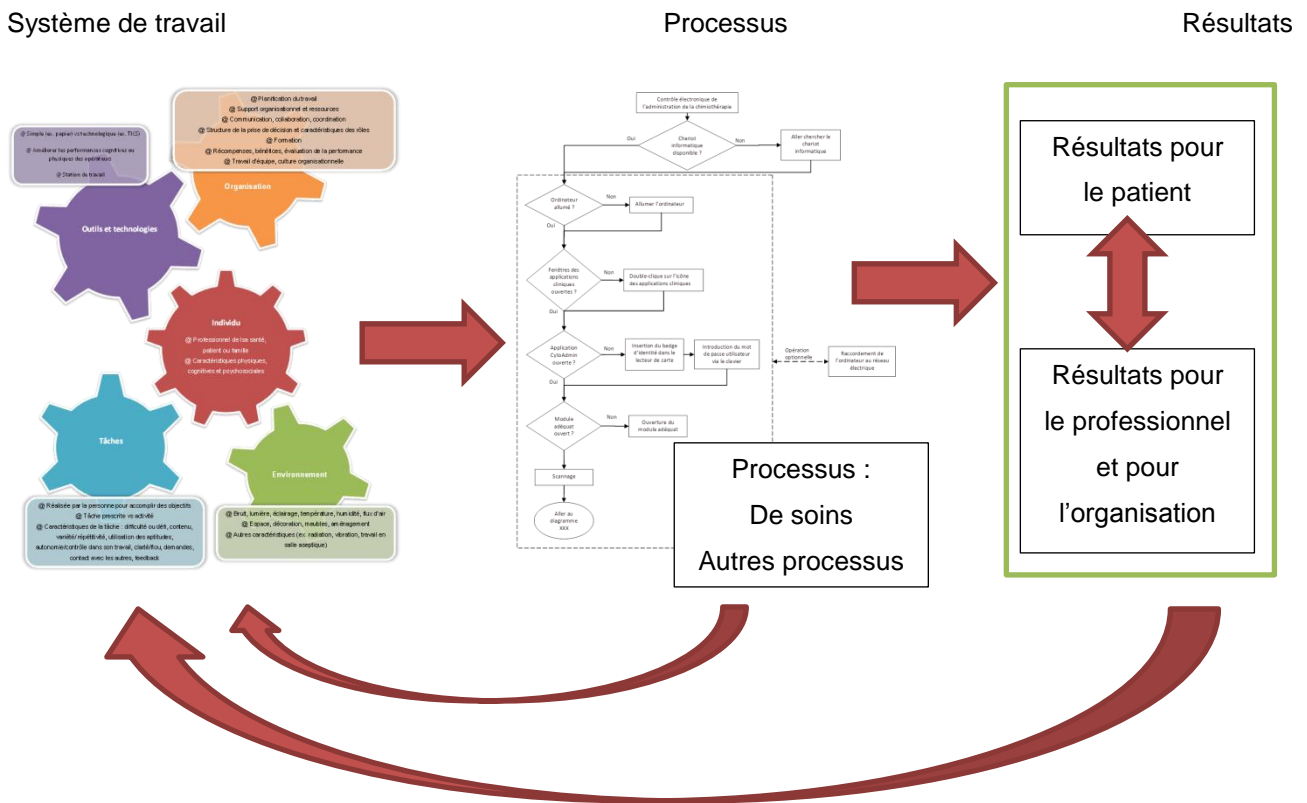 Système de travail
Processus
Résultats
@ Simple (ex. papier) vs technologique (ex. TICS)
@ Améliorer les performances cognitives ou
physiques des opérateurs
@ Station de travail
Outils et technologies
@ Planification du travail
@ Support organisationnel et ressources
@ Communication, collaboration, coordination
@ Structure de la prise de décision et caractéristiques des rôles
@ Formation
@ Récompenses, bénéfices, évaluation de la performance
@ Travail d'équipe, culture organisationnelle
Organisation
Individu
@ Professionnel de lsa santé,
patient ou famille
@ Caractéristiques physiques,
cognitives et psychosociales
Tâches
@ Réalisée par la personne pour accomplir des objectifs
@ Tâche prescrite vs activité
@ Caractéristiques de la tâche : difficulté ou défi, contenu,
variété/ répétitivité, utilisation des aptitudes,
autonomie/contrôle dans son travail, clarté/flou, demandes,
contact avec les autres, feedback
Environnement
@ Bruit, lumière, éclairage, température, humidité, flux d'air
@ Espace, décoration, meubles, aménagement
@ Autres caractéristiques (ex. radiation, vibration, travail en
salle aseptique)
Contrôle électronique de
l'administration de la chimiothérapie
Oui
Chariot
informatique
disponible ?
Non
Aller chercher le
chariot
informatique
Ordinateur
allumé ?
Non
Allumer l'ordinateur
Oui
Fenêtres des
applications
cliniques
ouvertes ?
Non
Double-clique sur l'icône
des applications cliniques
Oui
Application
CytoAdmin
ouverte ?
Non
Insertion du badge
d'identité dans le
lecteur de carte
Introduction du mot
de passe utilisateur
via le clavier
Opération
optionnelle
Raccordement de
l'ordinateur au réseau
électrique
Oui
Module
adéquat
ouvert ?
Non
Ouverture du
module adéquat
Oui
Scannage
Aller au
diagramme
XXX
Processus :
De soins
Autres processus
Résultats pour
le patient
Résultats pour
le professionnel
et pour
l'organisation